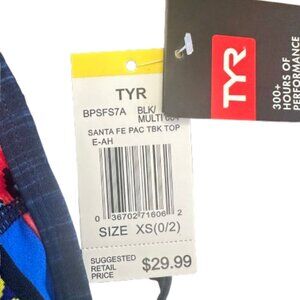 TYR
BPSFS7A BLK/
MULTI
SANTA FE PAC TBK TOP
E-AH
0 36702 71606 2
SIZE XS(0/2)
SUGGESTED
RETAIL
PRICE $29.99
TYR
300+
HOURS OF
PERFORMANCE